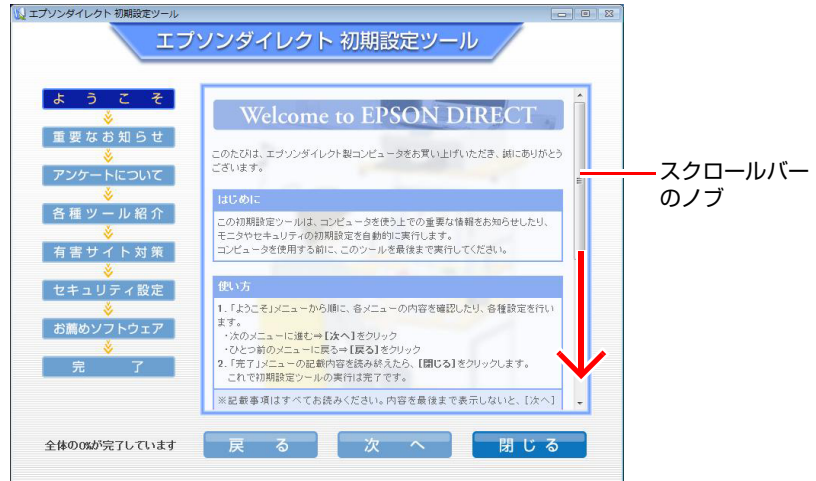 エプソンダイレクト 初期設定ツール
エプソンダイレクト 初期設定ツール
ようこそ
重要なお知らせ
アンケートについて
各種ツール紹介
有害サイト対策
セキュリティ設定
お薦めソフトウェア
完了
Welcome to EPSON DIRECT
このたびは、エプソンダイレクト製コンピュータをお買い上げいただき、誠にありがとう
ございます。
はじめに
この初期設定ツールは、コンピュータを使う上での重要な情報をお知らせしたり、
モニタやセキュリティの初期設定を自動的に実行します。
コンピュータを使用する前に、このツールを最後まで実行してください。
使い方
1.「ようこそ」メニューから順に、各メニューの内容を確認したり、各種設定を行い
ます。
・次のメニューに進む⇒[次へ]をクリック
・ひとつ前のメニューに戻る⇒[戻る]をクリック
2.「完了」メニューの記載内容を読み終えたら、[閉じる]をクリックします。
これで初期設定ツールの実行は完了です。
※記載事項はすべてお読みください。内容を最後まで表示しないと、[次へ]
スクロールバー
のノブ
全体の0%が完了しています
戻る
次へ
閉じる